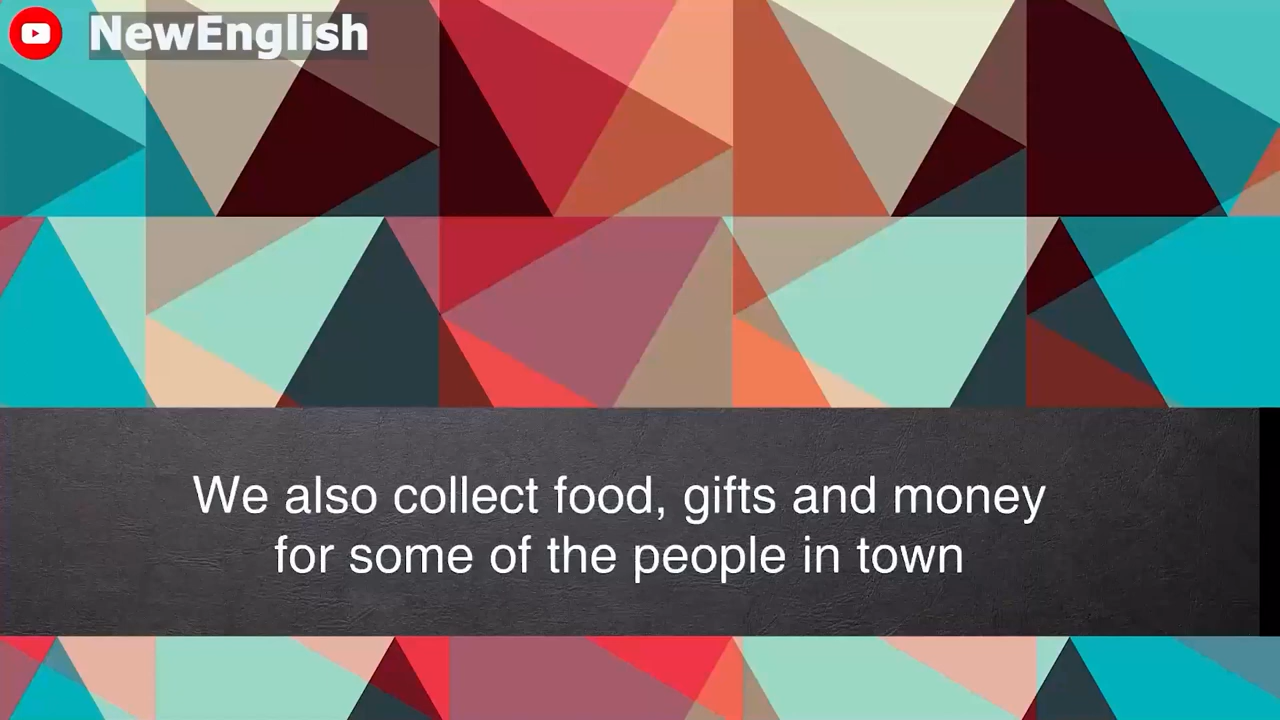 NewEnglish
We also collect food, gifts and money
for some of the people in town